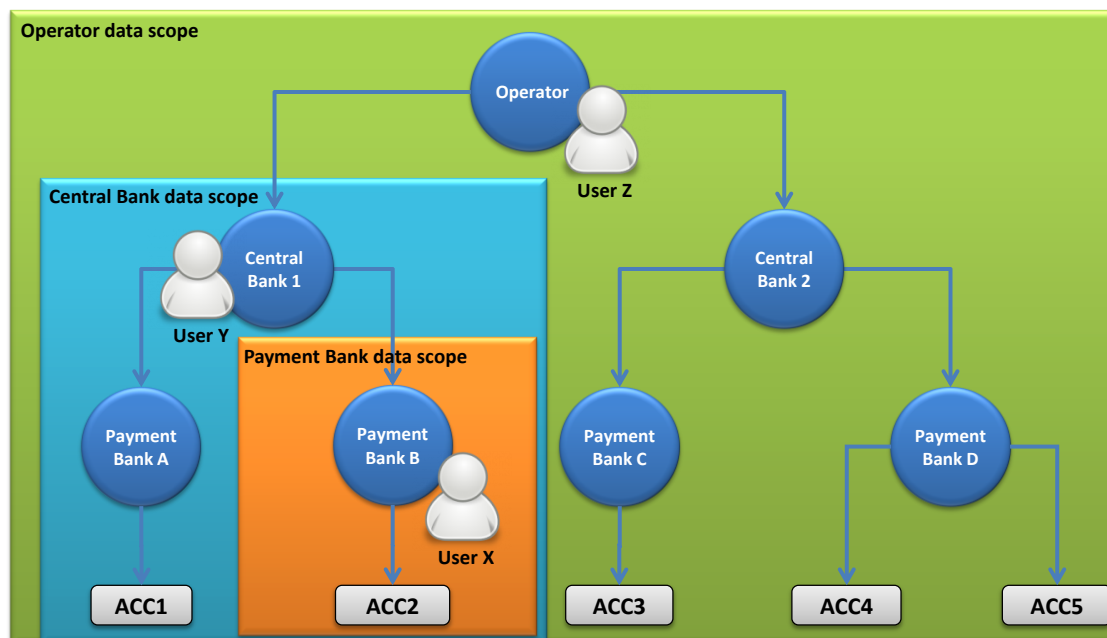 Operator data scope
Operator
User Z
Central Bank data scope
Central
Bank 1
Central
Bank 2
User Y
Payment Bank data scope
Payment
Bank A
Payment
Bank B
Payment
Bank C
Payment
Bank D
User X
ACC1
ACC2
ACC3
ACC4
ACC5